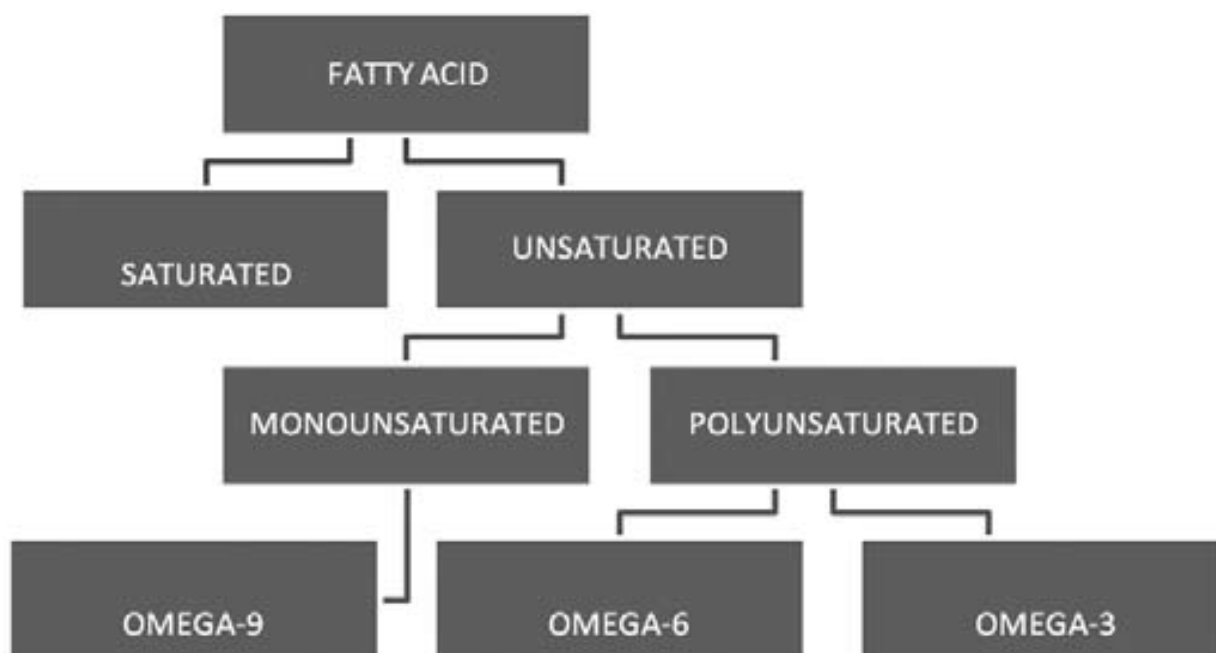 FATTY ACID
SATURATED
UNSATURATED
MONOUNSATURATED
POLYUNSATURATED
OMEGA-9
OMEGA-6
OMEGA-3